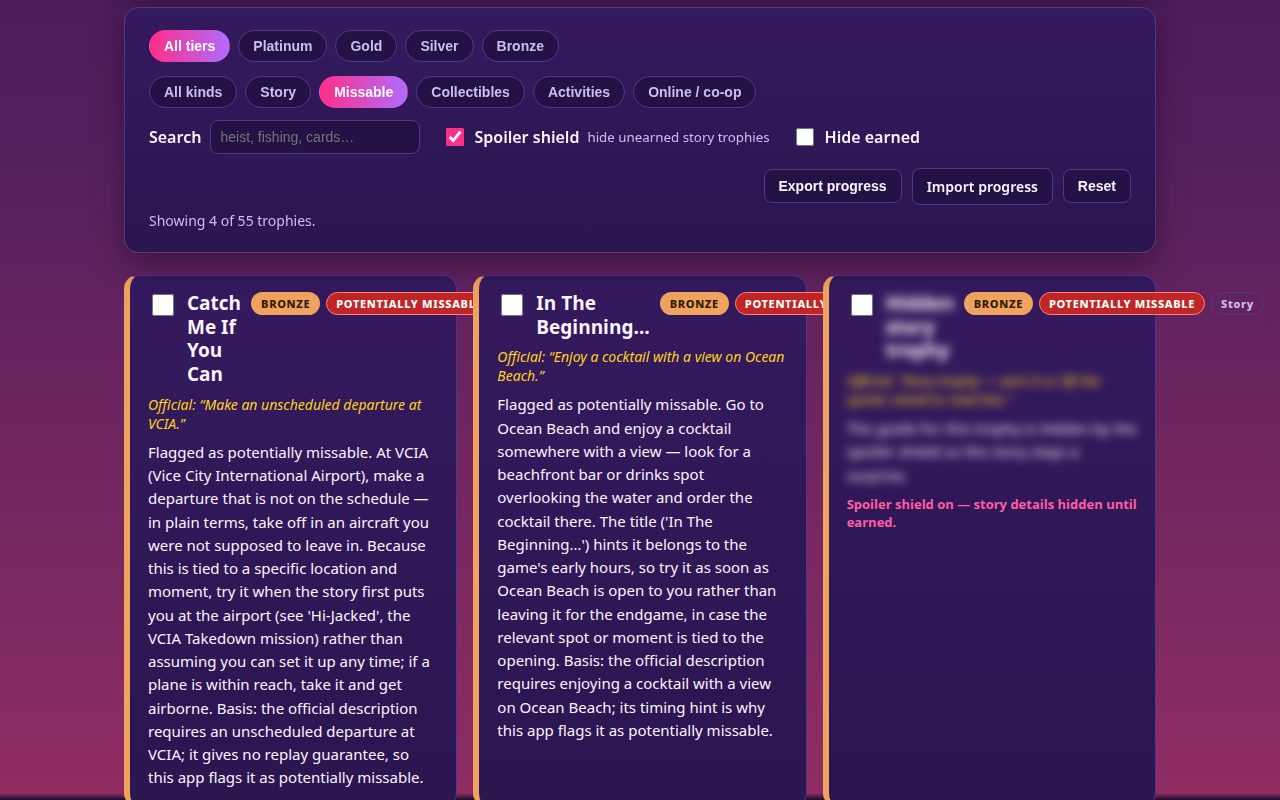 All tiers Platinum Gold Silver Bronze
All kinds Story Missable Collectibles Activities Online / co-op
Search heist, fishing, cards… Spoiler shield hide unearned story trophies Hide earned
Export progress Import progress Reset
Showing 4 of 55 trophies.
Catch
Me If
You
Can
BRONZE POTENTIALLY MISSABL
Official: “Make an unscheduled departure at
VCIA.”
Flagged as potentially missable. At VCIA
(Vice City International Airport), make a
departure that is not on the schedule —
in plain terms, take off in an aircraft you
were not supposed to leave in. Because
this is tied to a specific location and
moment, try it when the story first puts
you at the airport (see 'Hi-Jacked', the
VCIA Takedown mission) rather than
assuming you can set it up any time; if a
plane is within reach, take it and get
airborne. Basis: the official description
requires an unscheduled departure at
VCIA; it gives no replay guarantee, so
this app flags it as potentially missable.
In The
Beginning…
BRONZE POTENTIALLY
Official: “Enjoy a cocktail with a view on Ocean
Beach.”
Flagged as potentially missable. Go to
Ocean Beach and enjoy a cocktail
somewhere with a view — look for a
beachfront bar or drinks spot
overlooking the water and order the
cocktail there. The title ('In The
Beginning…') hints it belongs to the
game's early hours, so try it as soon as
Ocean Beach is open to you rather than
leaving it for the endgame, in case the
relevant spot or moment is tied to the
opening. Basis: the official description
requires enjoying a cocktail with a view
on Ocean Beach; its timing hint is why
this app flags it as potentially missable.
Hidden
story
trophy
BRONZE POTENTIALLY MISSABLE Story
Spoiler shield on — story details hidden until
earned.